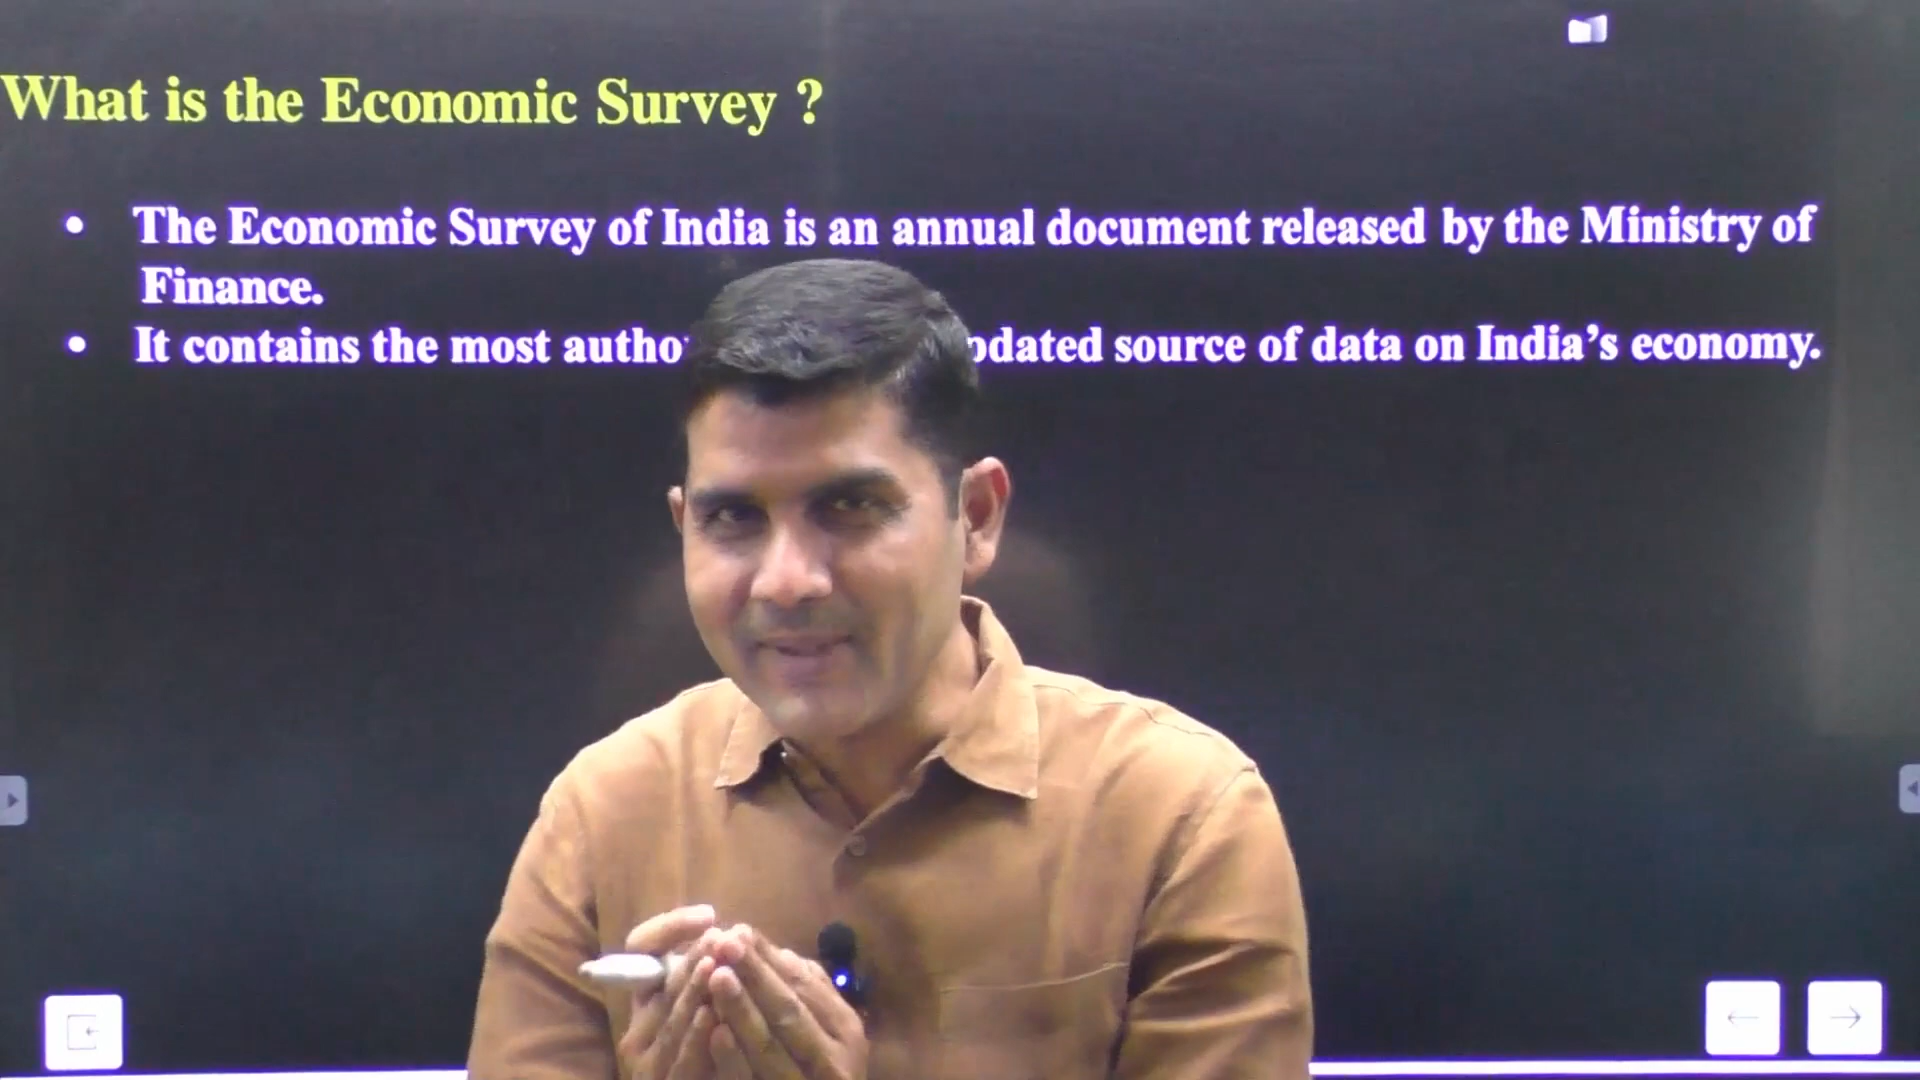 What is the Economic Survey ?
• The Economic Survey of India is an annual document released by the Ministry of
Finance.
• It contains the most source of data on India’s economy.